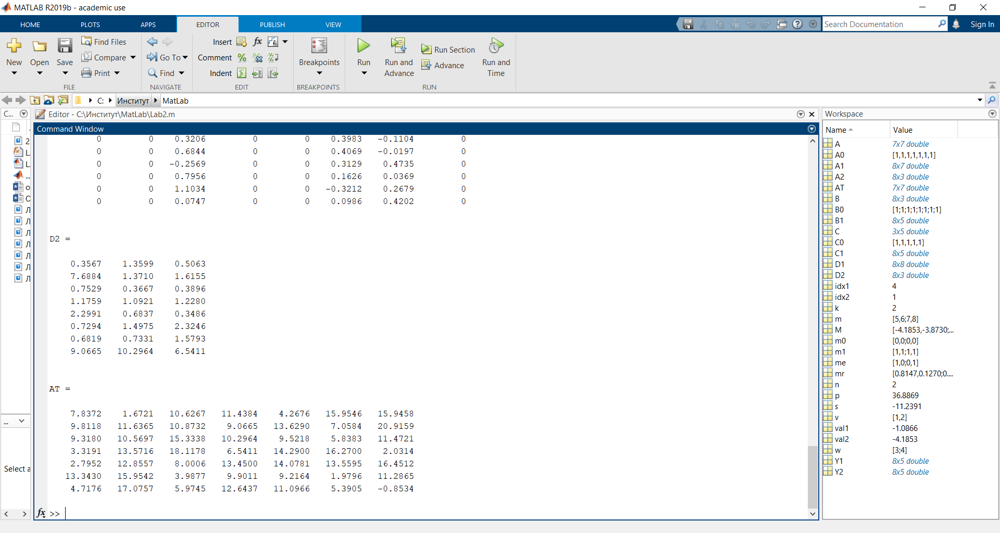 MATLAB R2019b - academic use
HOME PLOTS APPS EDITOR PUBLISH VIEW Search Documentation Sign In
New Open Save Find Files Compare Print
FILE
Go To Find
NAVIGATE
Insert fx fi
Comment % % %
Indent
EDIT
Breakpoints
BREAKPOINTS
Run Run and Advance Run Section Advance Run and Time
RUN
C: Институт MatLab
C...
Editor - C:\Институт\MatLab\Lab2.m
Command Window
0 0 0.3206 0 0 0.3983 -0.1104 0
0 0 0.6844 0 0 0.4069 -0.0197 0
0 0 -0.2569 0 0 0.3129 0.4735 0
0 0 0.7956 0 0 0.1626 0.0369 0
0 0 1.1034 0 0 -0.3212 0.2679 0
0 0 0.0747 0 0 0.0986 0.4202 0
D2 =
0.3567 1.3599 0.5063
7.6884 1.3710 1.6155
0.7529 0.3667 0.3896
1.1759 1.0921 1.2280
2.2991 0.6837 0.3486
0.7294 1.4975 2.3246
0.6819 0.7331 1.5793
9.0665 10.2964 6.5411
AT =
7.8372 1.6721 10.6267 11.4384 4.2676 15.9546 15.9458
9.8118 11.6365 10.8732 9.0665 13.6290 7.0584 20.9159
9.3180 10.5697 15.3338 10.2964 9.5218 5.8383 11.4721
3.3191 13.5716 18.1178 6.5411 14.2900 16.2700 2.0314
2.7952 12.8557 8.0006 13.4500 14.0781 13.5595 16.4512
13.3430 15.9542 3.9877 9.9011 9.2164 1.9796 11.2865
4.7176 17.0757 5.9745 12.6437 11.0966 5.3905 -0.8534
fx >>
...
Select a
Workspace
Name Value
A 7x7 double
A0 [1,1,1,1,1,1,1]
A1 8x7 double
A2 8x3 double
AT 7x7 double
B 8x3 double
B0 [1;1;1;1;1;1;1;1]
B1 8x5 double
C 3x5 double
C0 [1,1,1,1,1]
C1 8x5 double
D1 8x8 double
D2 8x3 double
idx1 4
idx2 1
k 2
m [5,6;7,8]
M [-4.1853,-3.8730;...
m0 [0,0;0,0]
m1 [1,1;1,1]
me [1,0;0,1]
mr [0.8147,0.1270;0....
n 2
p 36.8869
s -11.2391
v [1,2]
val1 -1.0866
val2 -4.1853
w [3;4]
Y1 8x5 double
Y2 8x5 double